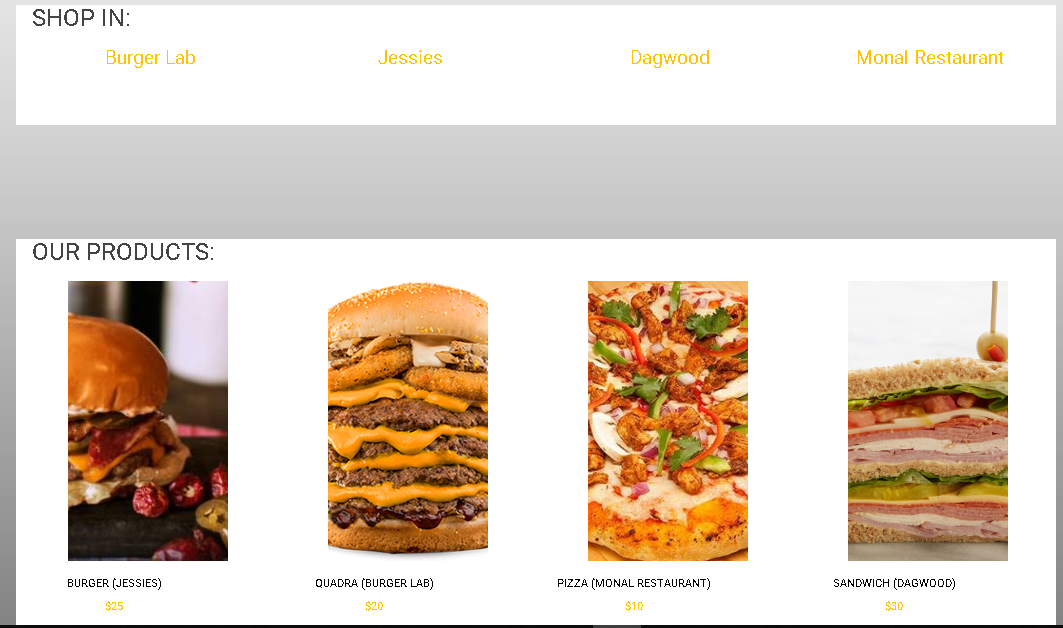 SHOP IN:
Burger Lab Jessies Dagwood Monal Restaurant
OUR PRODUCTS:
BURGER (JESSIES) QUADRA (BURGER LAB) PIZZA (MONAL RESTAURANT) SANDWICH (DAGWOOD)
$25 $20 $10 $30